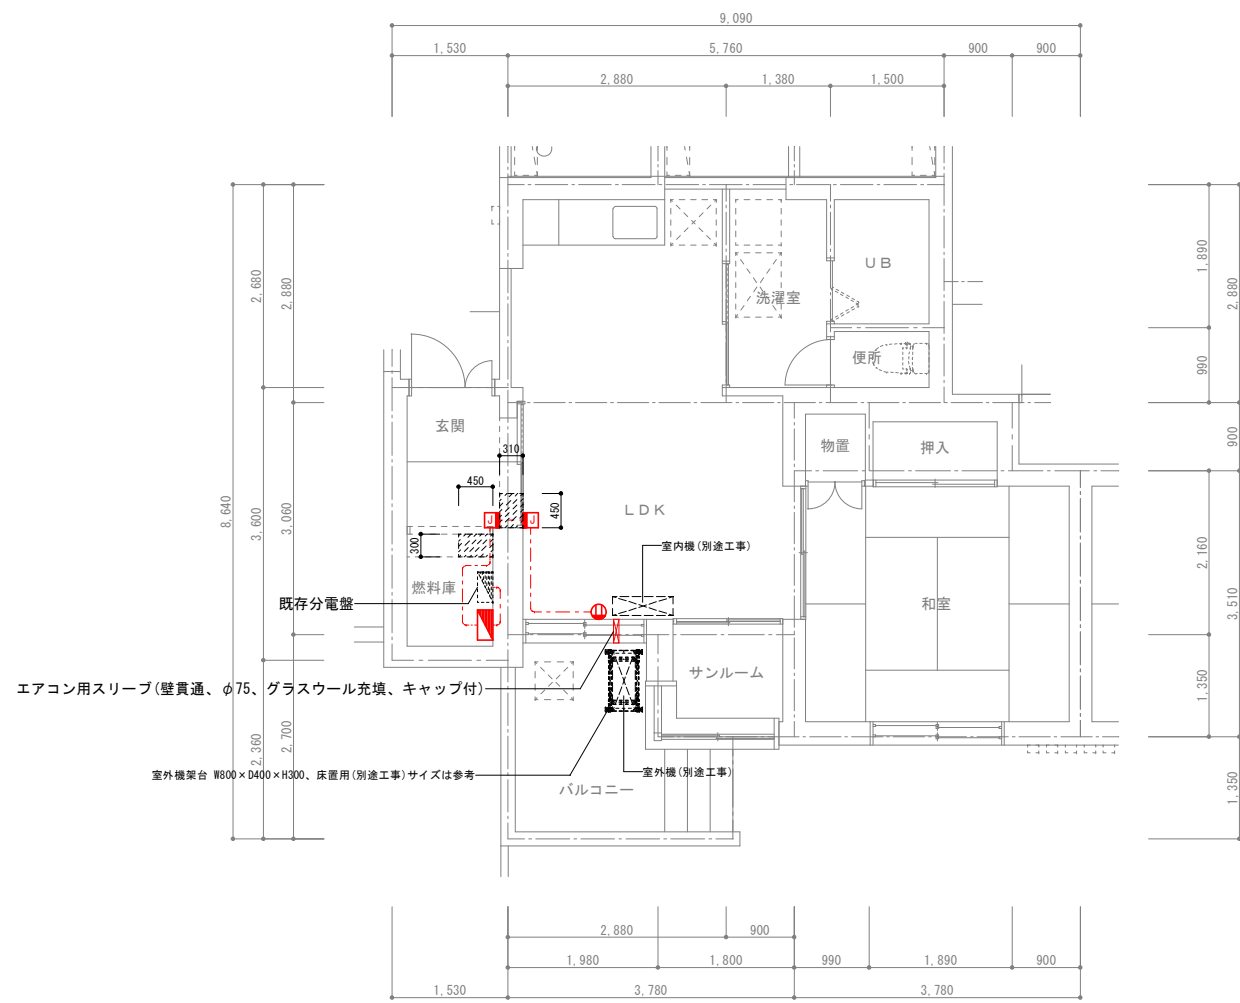 9,090
1,530
5,760
900
900
2,880
1,380
1,500
8,640
2,680
3,600
2,360
2,880
3,060
2,700
1,890
990
2,160
1,350
2,880
900
3,510
1,350
UB
洗濯室
便所
玄関
物置
押入
310
450
450
J
J
LDK
300
室内機(別途工事)
燃料庫
既存分電盤
和室
サンルーム
エアコン用スリーブ(壁貫通、φ75、グラスウール充填、キャップ付)
室外機架台 W800×D400×H300、床置用(別途工事)サイズは参考
室外機(別途工事)
バルコニー
2,880
900
1,980
1,800
990
1,890
900
1,530
3,780
3,780